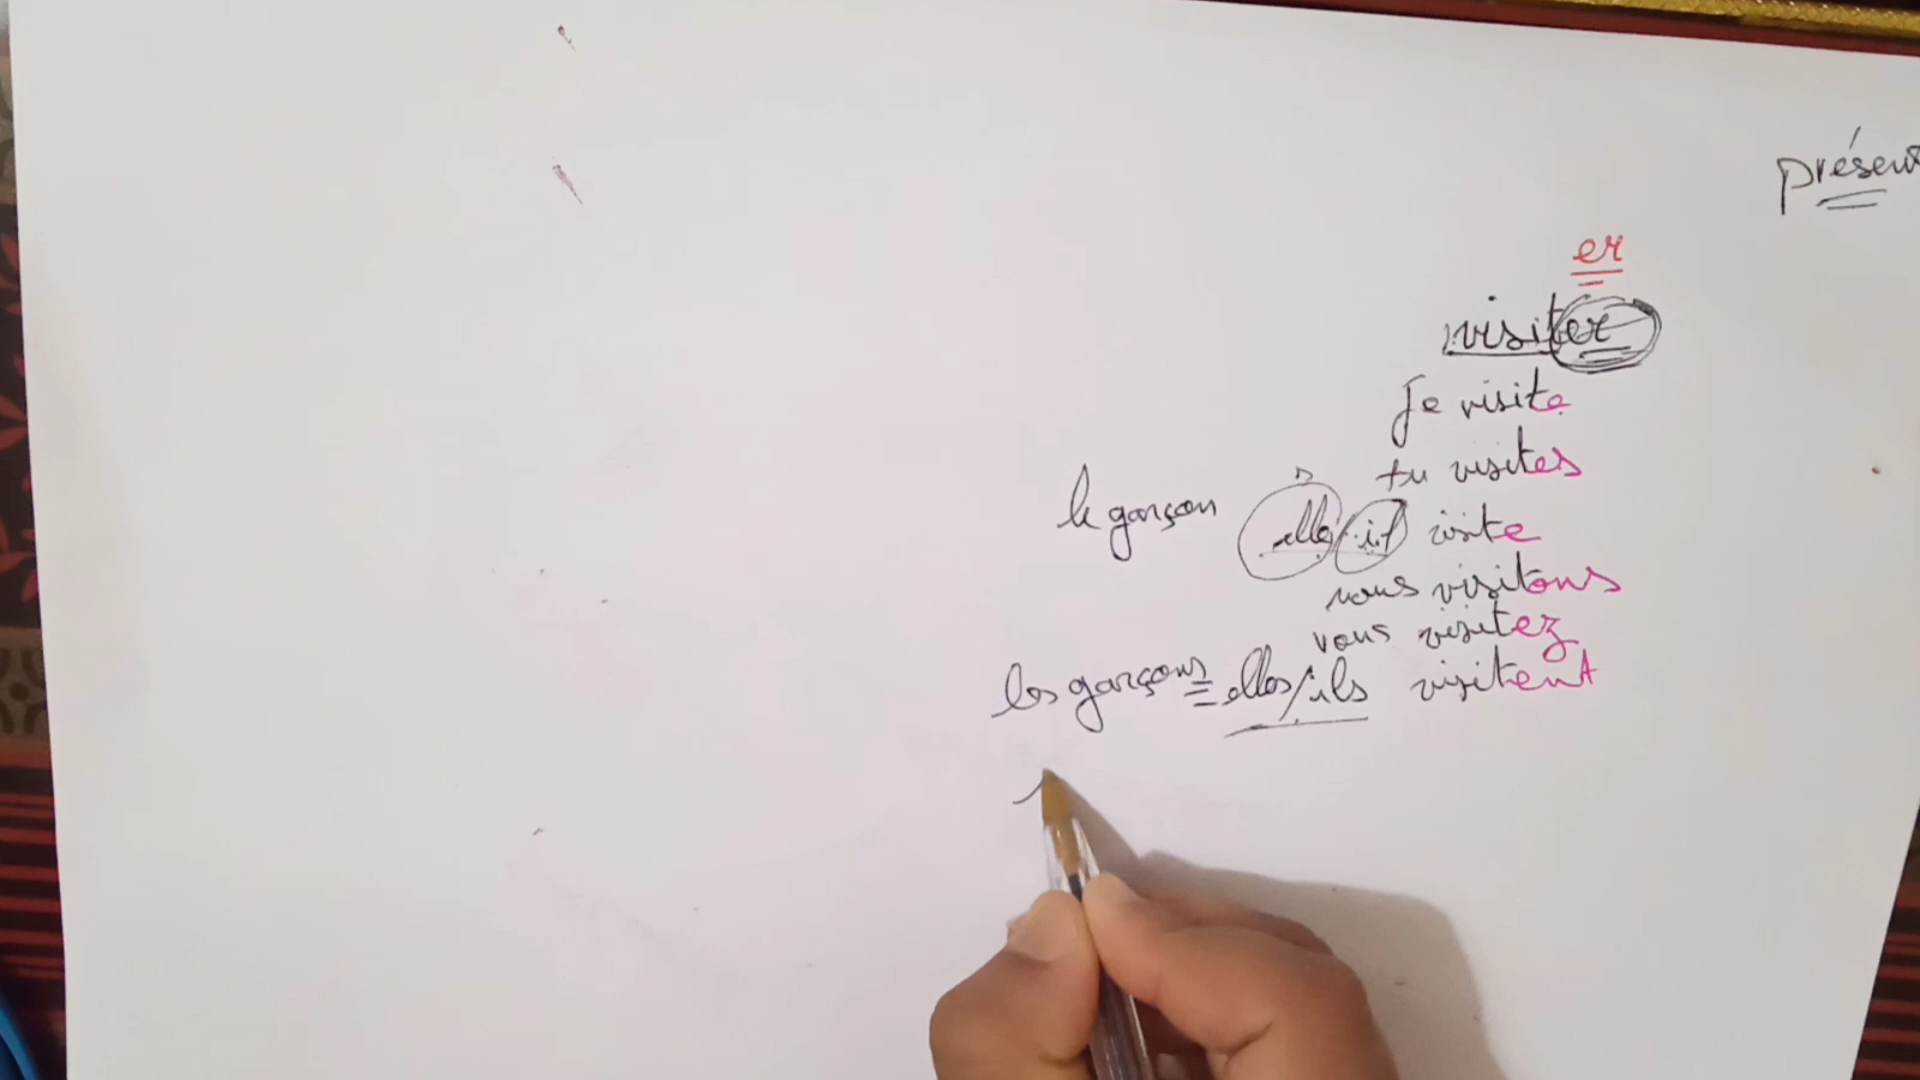 présent
er
visiter
Je visite
tu visites
le garçon elle/il visite
nous visitons
vous visitez
les garçons = elles/ils visitent